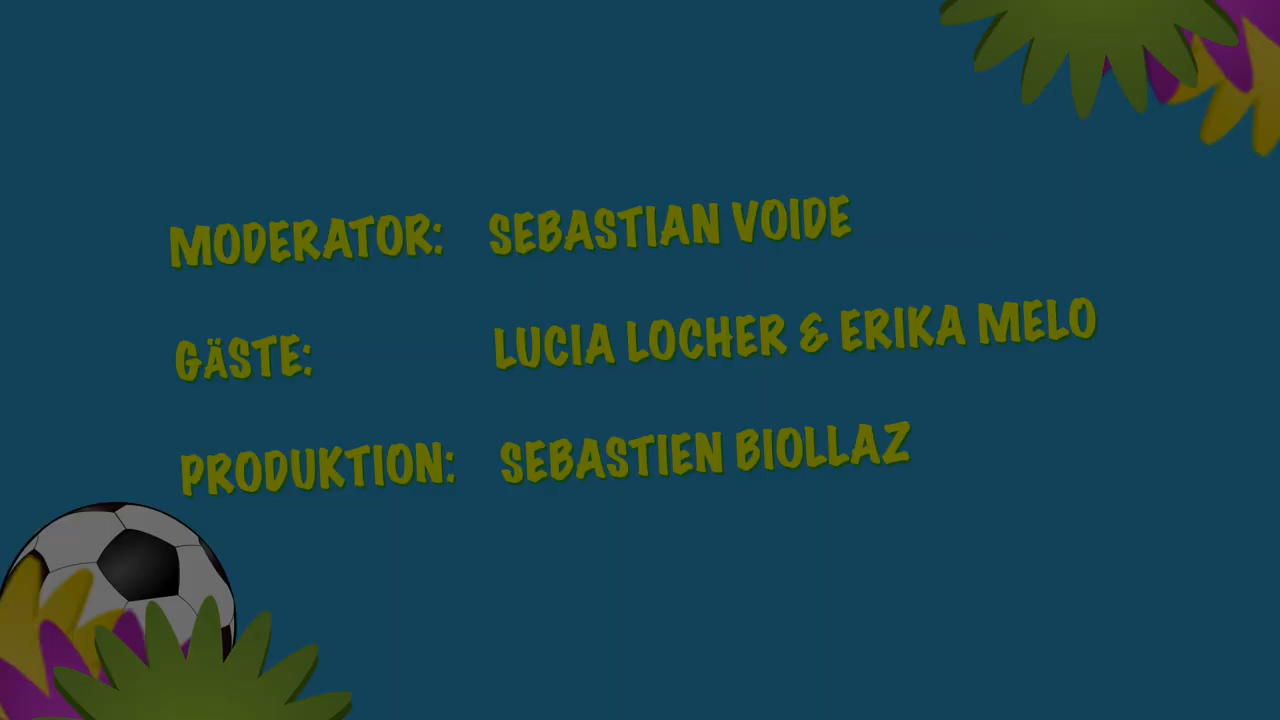 MODERATOR: SEBASTIAN VOIDE
GÄSTE: LUCIA LOCHER & ERIKA MELO
PRODUKTION: SEBASTIEN BIOLLAZ